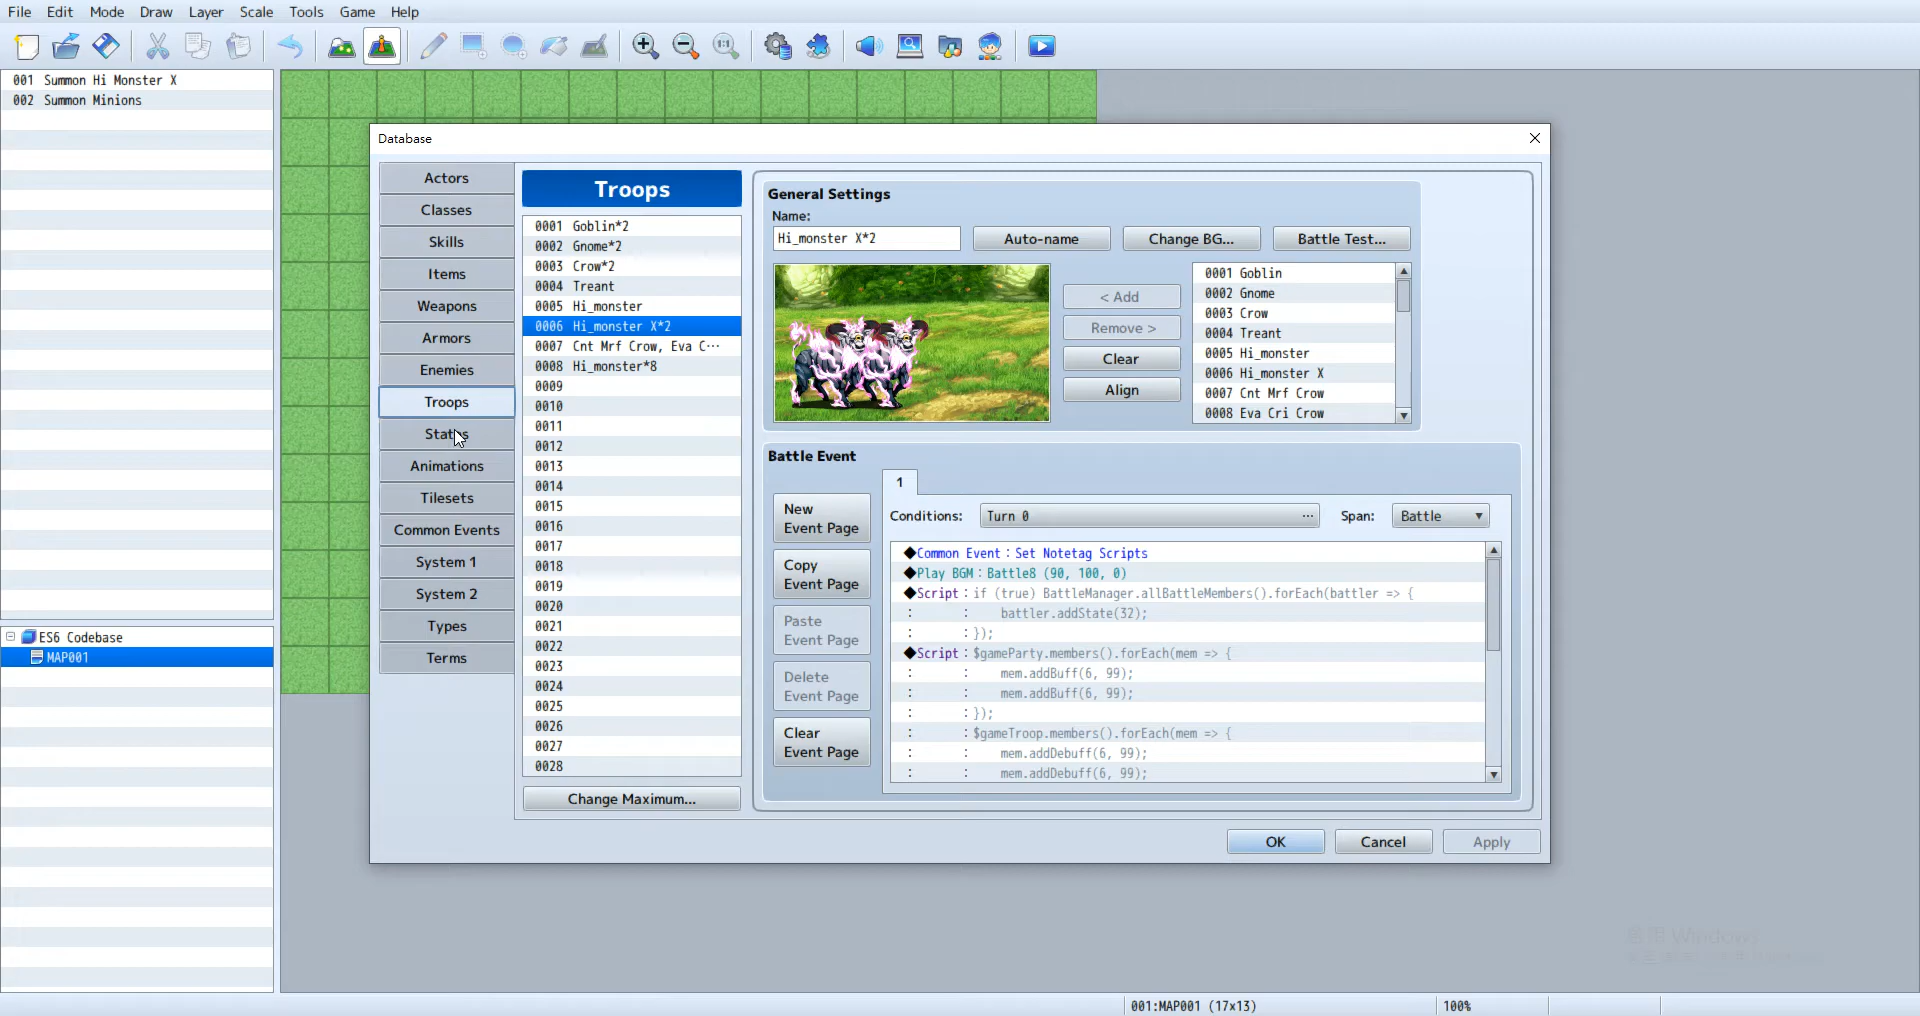 File Edit Mode Draw Layer Scale Tools Game Help
001 Summon Hi Monster X
002 Summon Minions
ES6 Codebase
MAP001
Database
Actors
Classes
Skills
Items
Weapons
Armors
Enemies
Troops
States
Animations
Tilesets
Common Events
System 1
System 2
Types
Terms
Troops
0001 Goblin*2
0002 Gnome*2
0003 Crow*2
0004 Treant
0005 Hi_monster
0006 Hi_monster X*2
0007 Cnt Mrf Crow, Eva C…
0008 Hi_monster*8
0009
0010
0011
0012
0013
0014
0015
0016
0017
0018
0019
0020
0021
0022
0023
0024
0025
0026
0027
0028
Change Maximum...
General Settings
Name:
Hi_monster X*2
Auto-name
Change BG...
Battle Test...
< Add
Remove >
Clear
Align
0001 Goblin
0002 Gnome
0003 Crow
0004 Treant
0005 Hi_monster
0006 Hi_monster X
0007 Cnt Mrf Crow
0008 Eva Cri Crow
Battle Event
New
Event Page
Copy
Event Page
Paste
Event Page
Delete
Event Page
Clear
Event Page
1
Conditions: Turn 0 ... Span: Battle
◆Common Event : Set Notetag Scripts
◆Play BGM : Battle8 (90, 100, 0)
◆Script : if (true) BattleManager.allBattleMembers().forEach(battler => {
: : battler.addState(32);
: : });
◆Script : $gameParty.members().forEach(mem => {
: : mem.addBuff(6, 99);
: : mem.addBuff(6, 99);
: : });
: : $gameTroop.members().forEach(mem => {
: : mem.addDebuff(6, 99);
: : mem.addDebuff(6, 99);
OK
Cancel
Apply
Windows
001:MAP001 (17x13)
100%